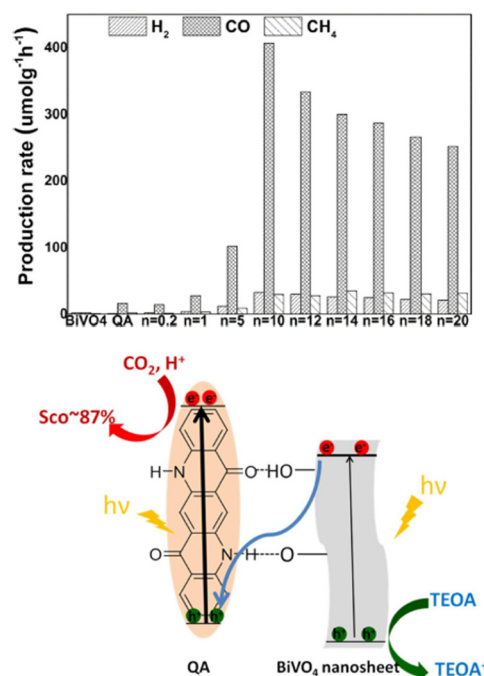 H₂ CO CH₄
Production rate (umolg⁻¹h⁻¹)
400
300
200
100
0
BiVO4 QA n=0.2 n=1 n=5 n=10 n=12 n=14 n=16 n=18 n=20
CO₂, H⁺
e⁻ e⁻
Sco~87%
e⁻ e⁻
H N O HO
hν hν
O N H O
TEOA
h⁺ h⁺ h⁺ h⁺
QA BiVO₄ nanosheet TEOA⁺